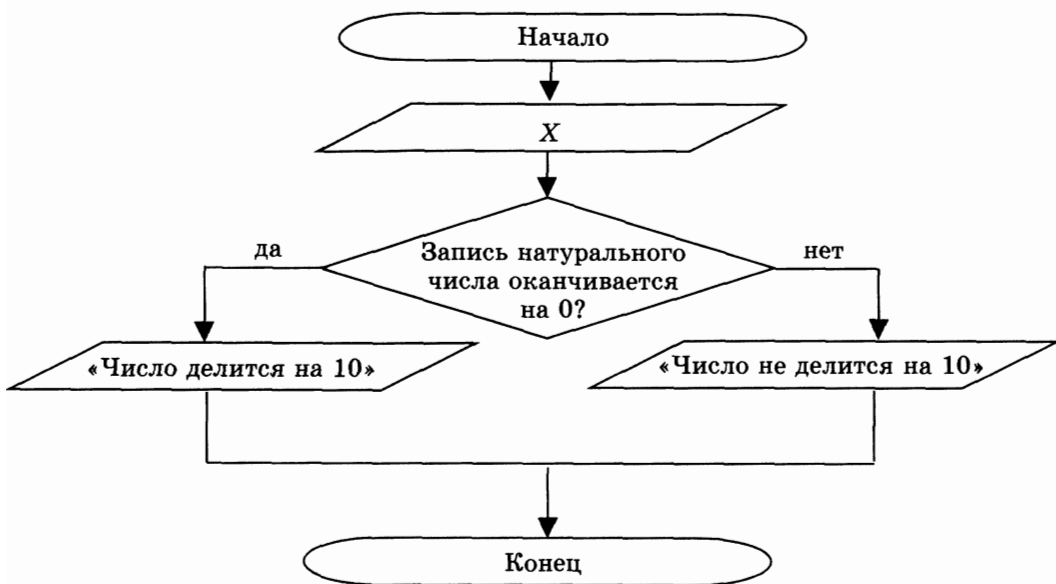 Начало
X
да
Запись натурального
числа оканчивается
на 0?
нет
«Число делится на 10»
«Число не делится на 10»
Конец